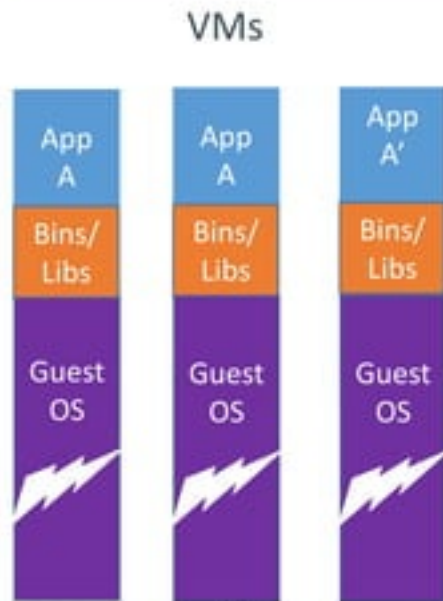 VMs
App
A
Bins/
Libs
Guest
OS
App
A
Bins/
Libs
Guest
OS
App
A'
Bins/
Libs
Guest
OS